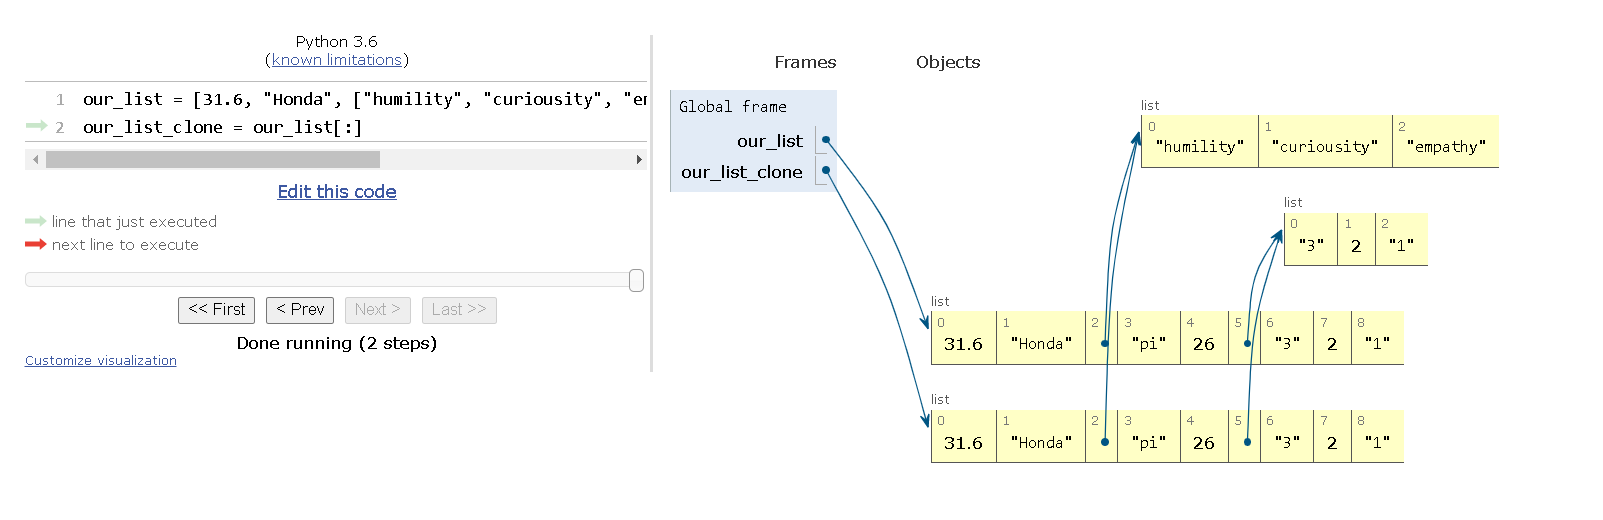 Python 3.6
(known limitations)
1 our_list = [31.6, "Honda", ["humility", "curiousity", "em
2 our_list_clone = our_list[:]
Edit this code
line that just executed
next line to execute
<< First < Prev Next > Last >>
Done running (2 steps)
Customize visualization
Frames Objects
Global frame
our_list
our_list_clone
list
0 1 2
"humility" "curiousity" "empathy"
list
0 1 2
"3" 2 "1"
list
0 1 2 3 4 5 6 7 8
31.6 "Honda" "pi" 26 "3" 2 "1"
list
0 1 2 3 4 5 6 7 8
31.6 "Honda" "pi" 26 "3" 2 "1"